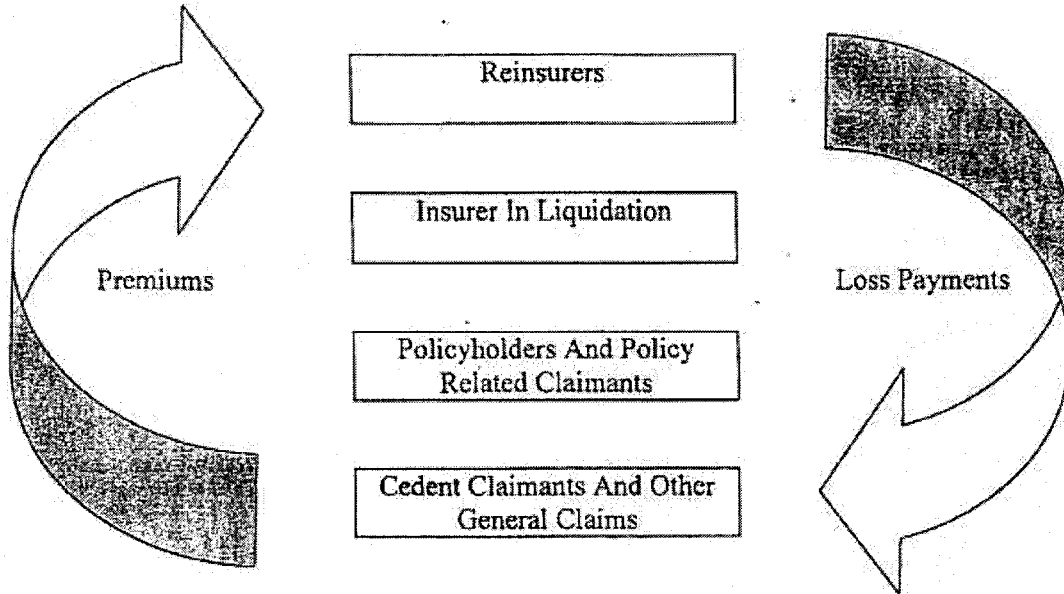 Reinsurers
Insurer In Liquidation
Premiums
Loss Payments
Policyholders And Policy
Related Claimants
Cedent Claimants And Other
General Claims